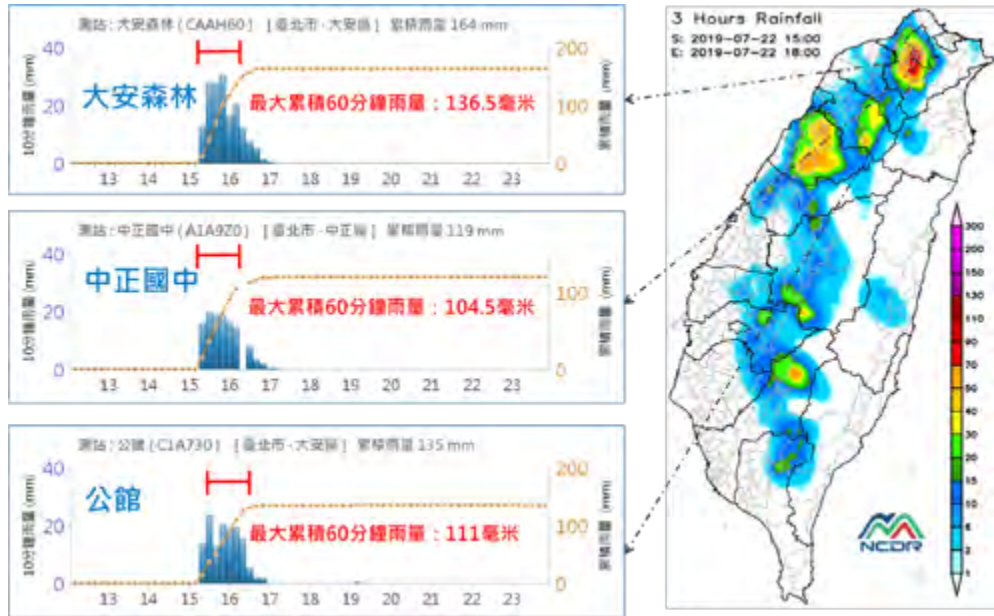 測站:大安森林(CAAH60) [臺北市-大安區] 累積雨量 164 mm
大安森林
最大累積60分鐘雨量:136.5毫米
10分鐘雨量 (mm)
累積雨量 (mm)
40
20
0
200
100
0
13 14 15 16 17 18 19 20 21 22 23
測站:中正國中(A1A9Z0) [臺北市-中正區] 累積雨量 119 mm
中正國中
最大累積60分鐘雨量:104.5毫米
10分鐘雨量 (mm)
累積雨量 (mm)
40
20
0
100
0
13 14 15 16 17 18 19 20 21 22 23
測站:公館(C1A730) [臺北市-大安區] 累積雨量 135 mm
公館
最大累積60分鐘雨量:111毫米
10分鐘雨量 (mm)
累積雨量 (mm)
40
20
0
200
100
0
13 14 15 16 17 18 19 20 21 22 23
3 Hours Rainfall
S: 2019-07-22 15:00
E: 2019-07-22 18:00
300
200
150
130
110
90
70
50
40
30
20
15
10
6
2
1
NCDR